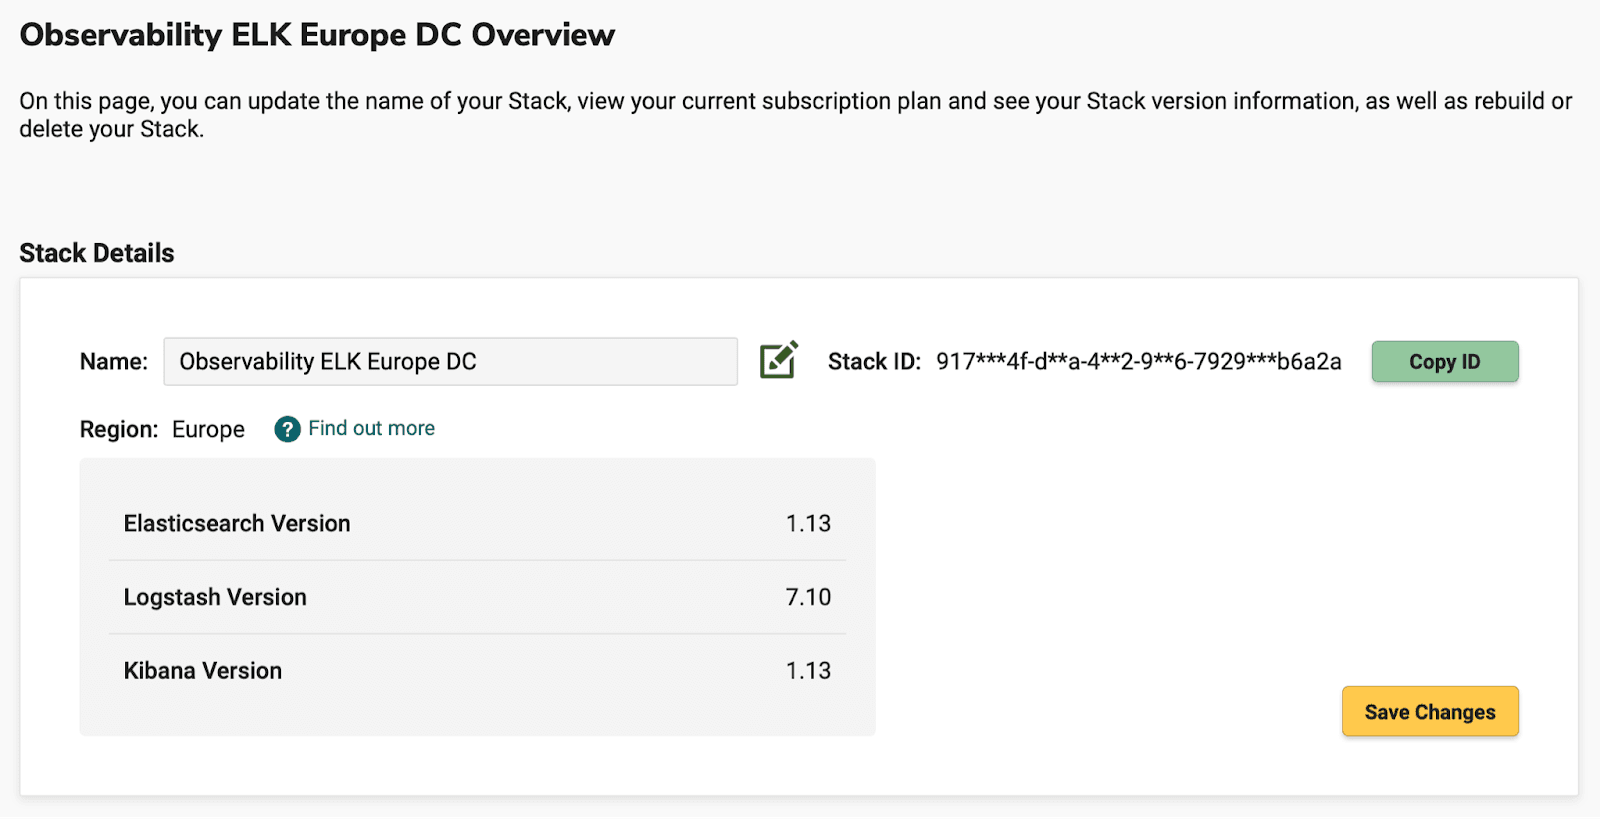 Observability ELK Europe DC Overview
On this page, you can update the name of your Stack, view your current subscription plan and see your Stack version information, as well as rebuild or
delete your Stack.
Stack Details
Name: Observability ELK Europe DC Stack ID: 917***4f-d**a-4**2-9**6-7929***b6a2a Copy ID
Region: Europe ? Find out more
Elasticsearch Version 1.13
Logstash Version 7.10
Kibana Version 1.13
Save Changes